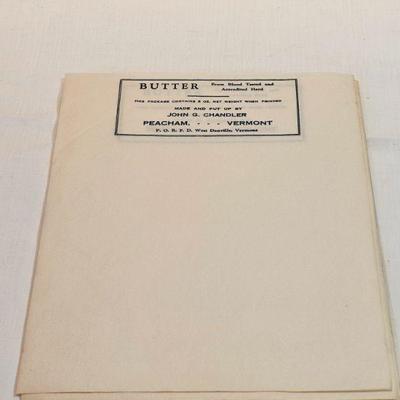 BUTTER From Blood Tested and
Accredited Herd
THIS PACKAGE CONTAINS 8 OZ. NET WEIGHT WHEN PRINTED
MADE AND PUT UP BY
JOHN G. CHANDLER
PEACHAM, - - - VERMONT
P. O. R. F. D. West Danville, Vermont